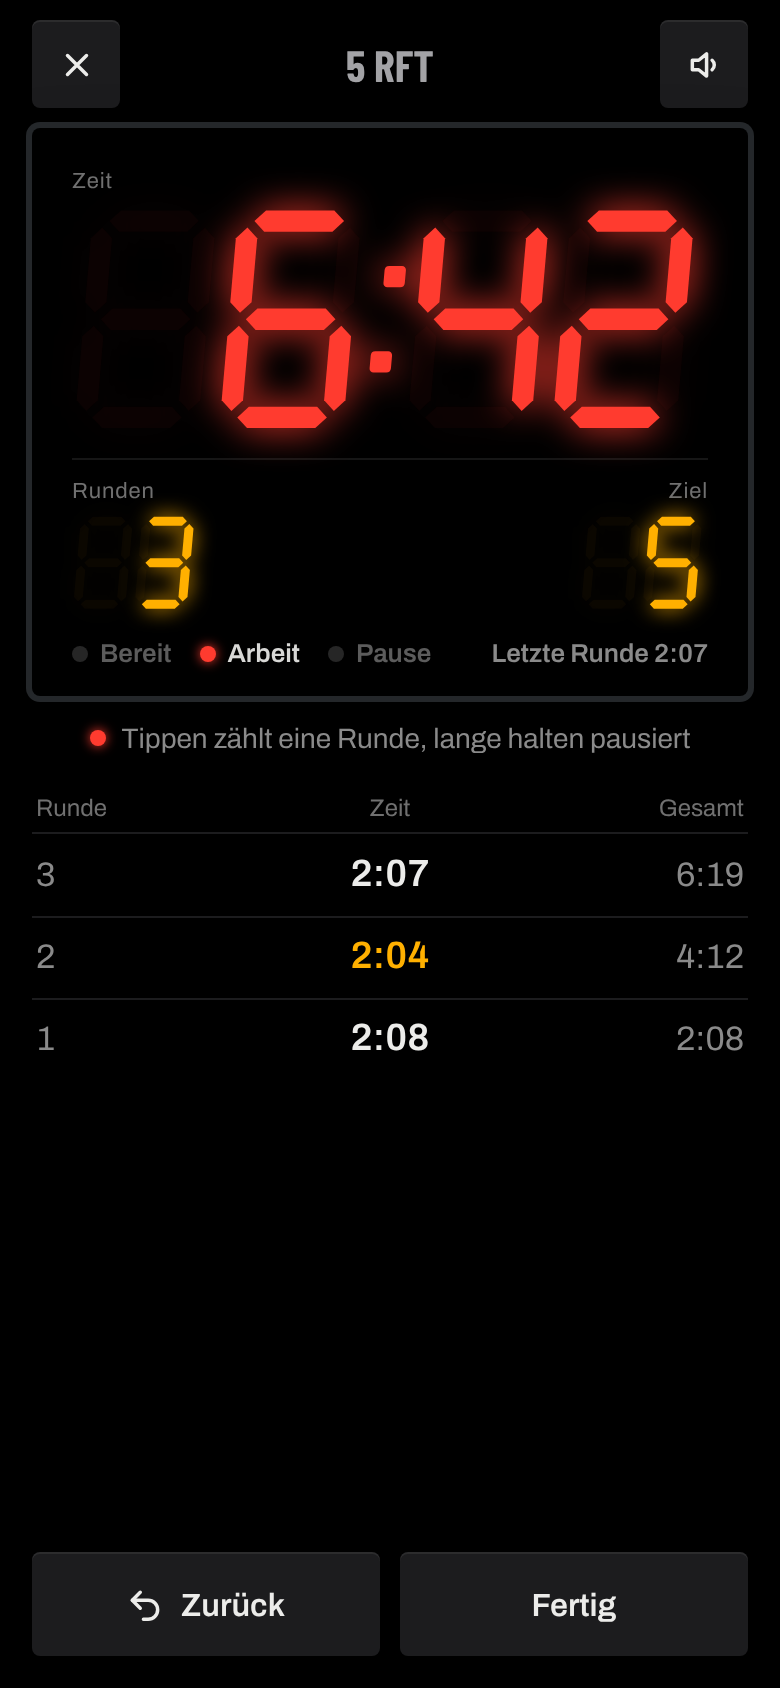 5 RFT
Zeit
6:42
Runden Ziel
3 5
Bereit Arbeit Pause Letzte Runde 2:07
Tippen zählt eine Runde, lange halten pausiert
Runde Zeit Gesamt
3 2:07 6:19
2 2:04 4:12
1 2:08 2:08
Zurück Fertig